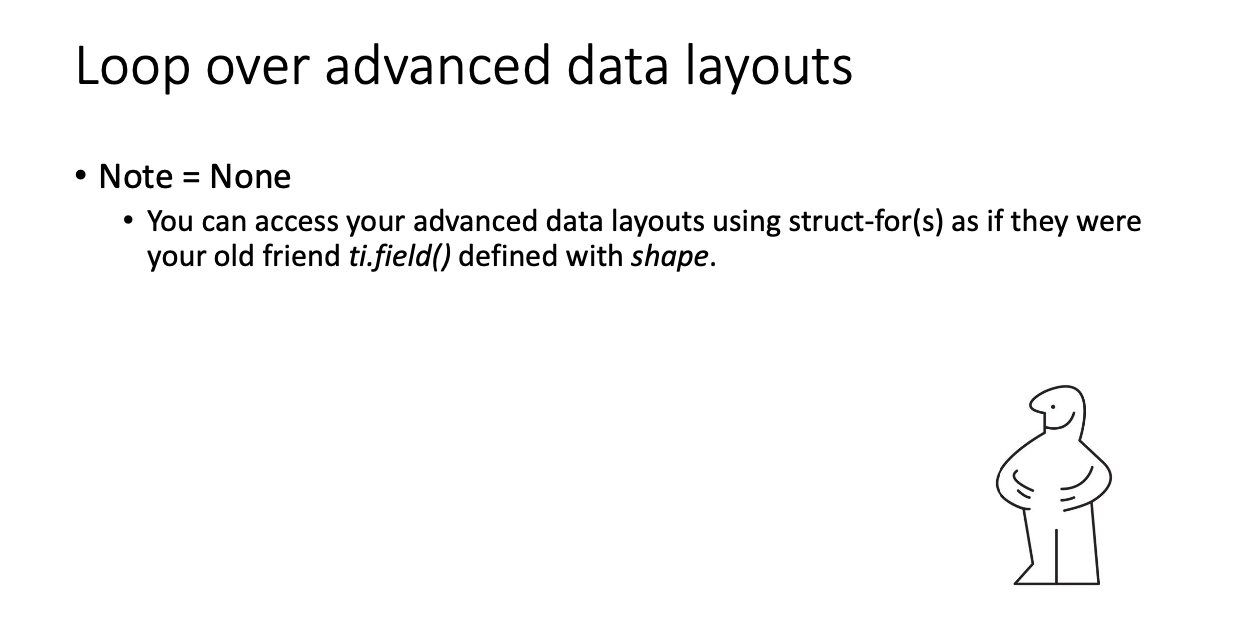 Loop over advanced data layouts
• Note = None
• You can access your advanced data layouts using struct-for(s) as if they were
your old friend ti.field() defined with shape.